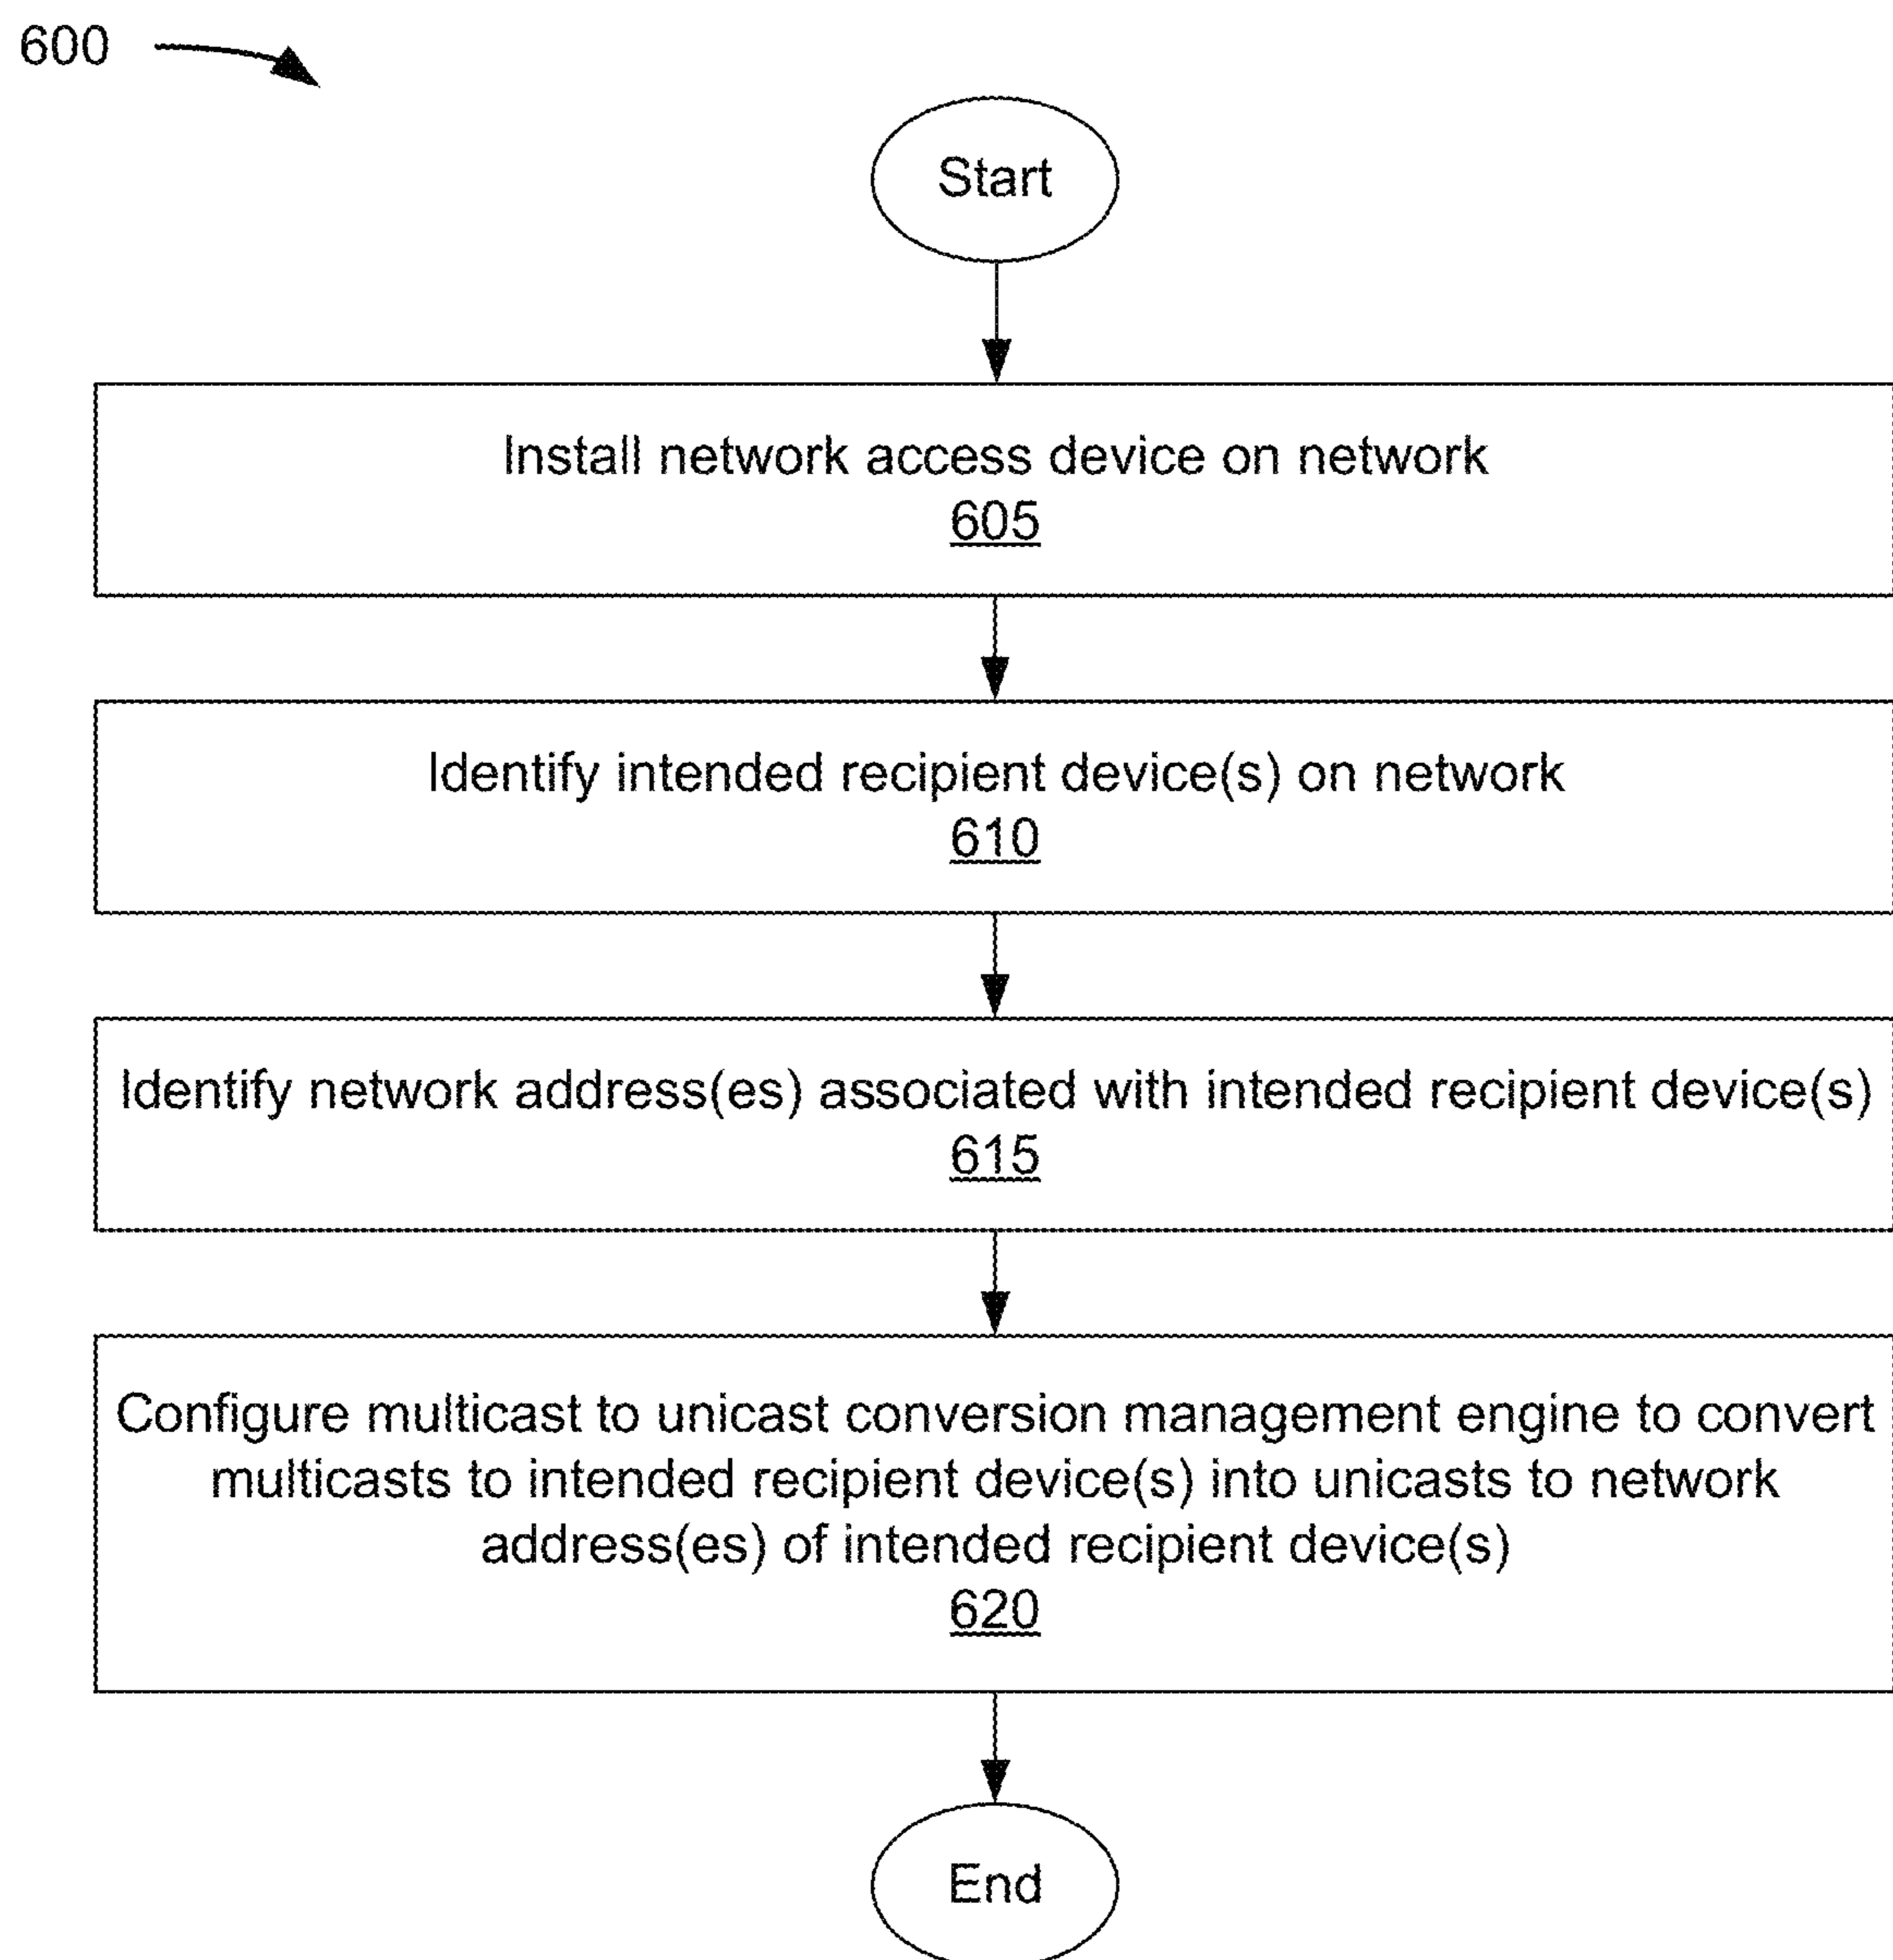 600
Start
Install network access device on network
605
Identify intended recipient device(s) on network
610
Identify network address(es) associated with intended recipient device(s)
615
Configure multicast to unicast conversion management engine to convert
multicasts to intended recipient device(s) into unicasts to network
address(es) of intended recipient device(s)
620
End